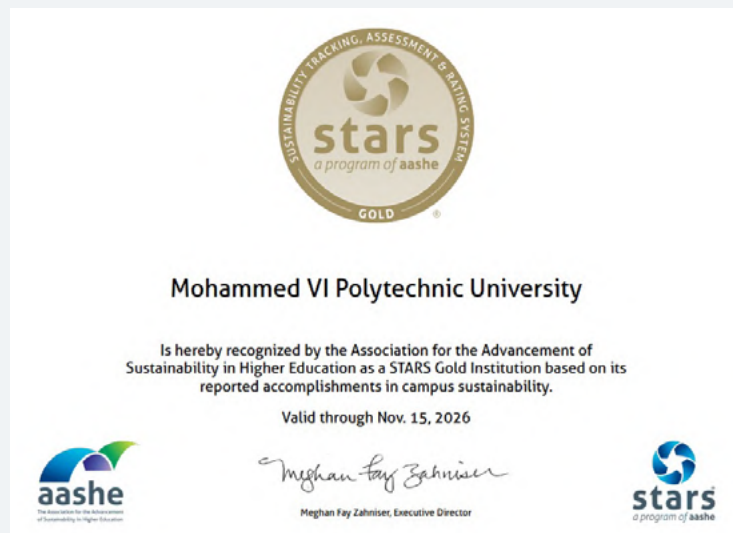 SUSTAINABILITY TRACKING, ASSESSMENT & RATING SYSTEM
stars
a program of aashe
GOLD ®
Mohammed VI Polytechnic University
Is hereby recognized by the Association for the Advancement of
Sustainability in Higher Education as a STARS Gold Institution based on its
reported accomplishments in campus sustainability.
Valid through Nov. 15, 2026
Meghan Fay Zahniser
Meghan Fay Zahniser, Executive Director
aashe
The Association for the Advancement
of Sustainability in Higher Education
stars
a program of aashe